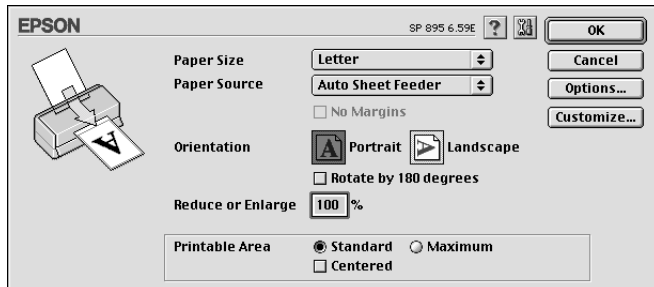 EPSON
SP 895 6.59E
?
OK
Paper Size
Letter
Cancel
Paper Source
Auto Sheet Feeder
Options...
No Margins
Customize...
Orientation
A Portrait A Landscape
Rotate by 180 degrees
Reduce or Enlarge
100 %
Printable Area
Standard Maximum
Centered
A